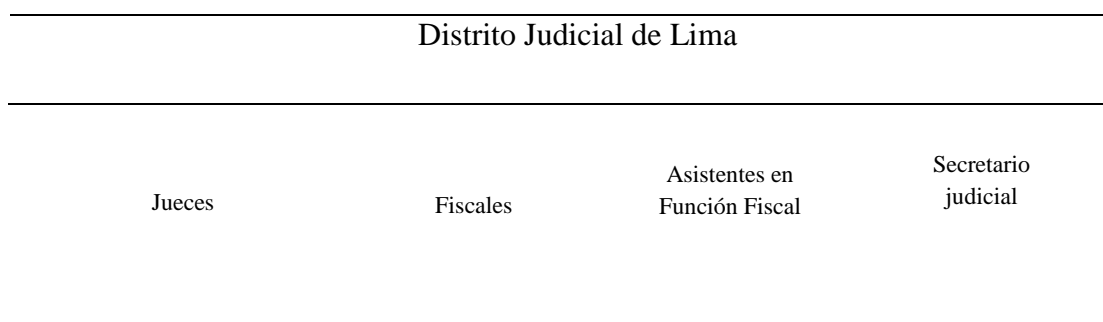 Distrito Judicial de Lima
Jueces
Fiscales
Asistentes en
Función Fiscal
Secretario
judicial